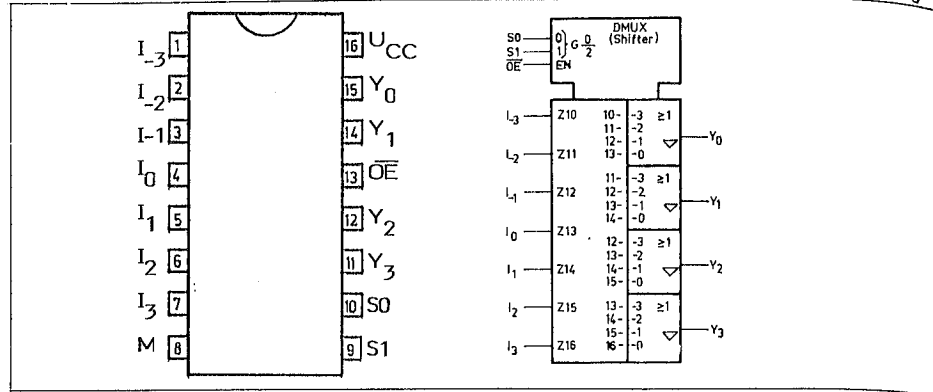 I-3 1
I-2 2
I-1 3
I0 4
I1 5
I2 6
I3 7
M 8
16 UCC
15 Y0
14 Y1
13 OE
12 Y2
11 Y3
10 S0
9 S1
DMUX
(Shifter)
S0 0
S1 1
G 0/2
OE EN
I-3 Z10
I-2 Z11
I-1 Z12
I0 Z13
I1 Z14
I2 Z15
I3 Z16
10- -3 ≥1
11- -2
12- -1 ▽
13- -0
Y0
11- -3 ≥1
12- -2
13- -1 ▽
14- -0
Y1
12- -3 ≥1
13- -2
14- -1 ▽
15- -0
Y2
13- -3 ≥1
14- -2
15- -1 ▽
16- -0
Y3